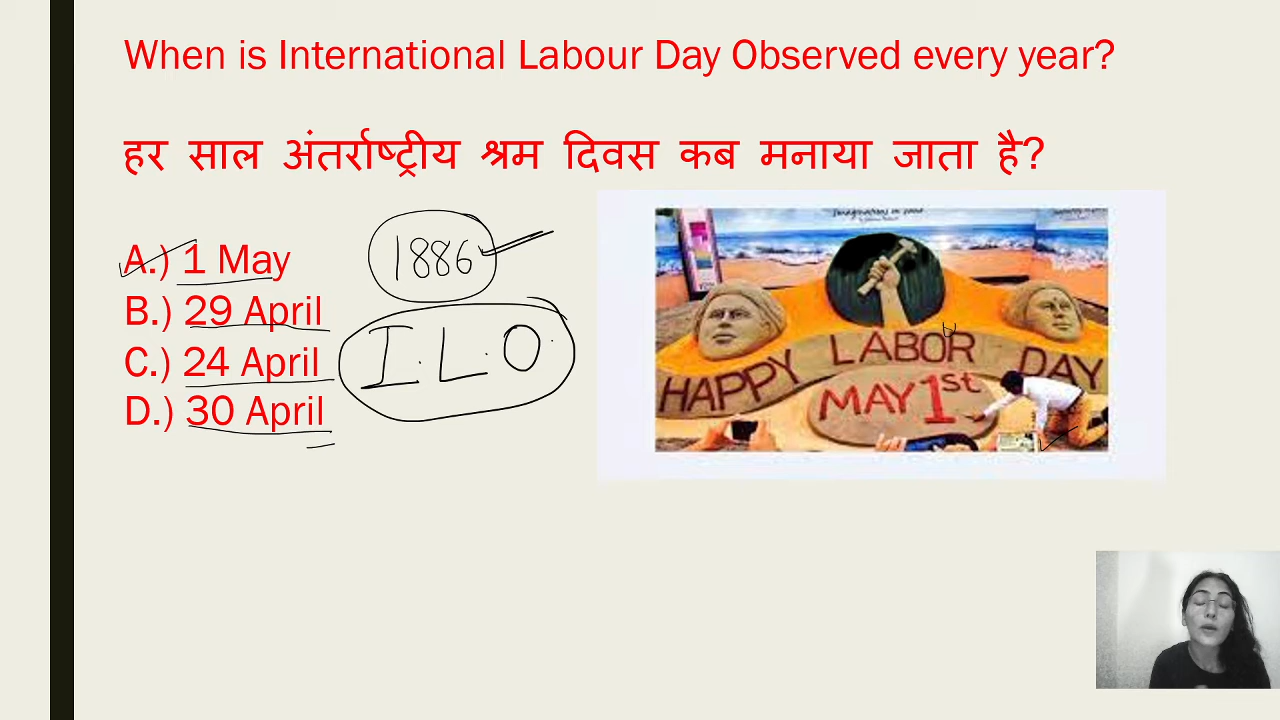 When is International Labour Day Observed every year?
हर साल अंतर्राष्ट्रीय श्रम दिवस कब मनाया जाता है?
A.) 1 May
B.) 29 April
C.) 24 April
D.) 30 April
1886
I.L.O.
HAPPY LABOR DAY
MAY 1st